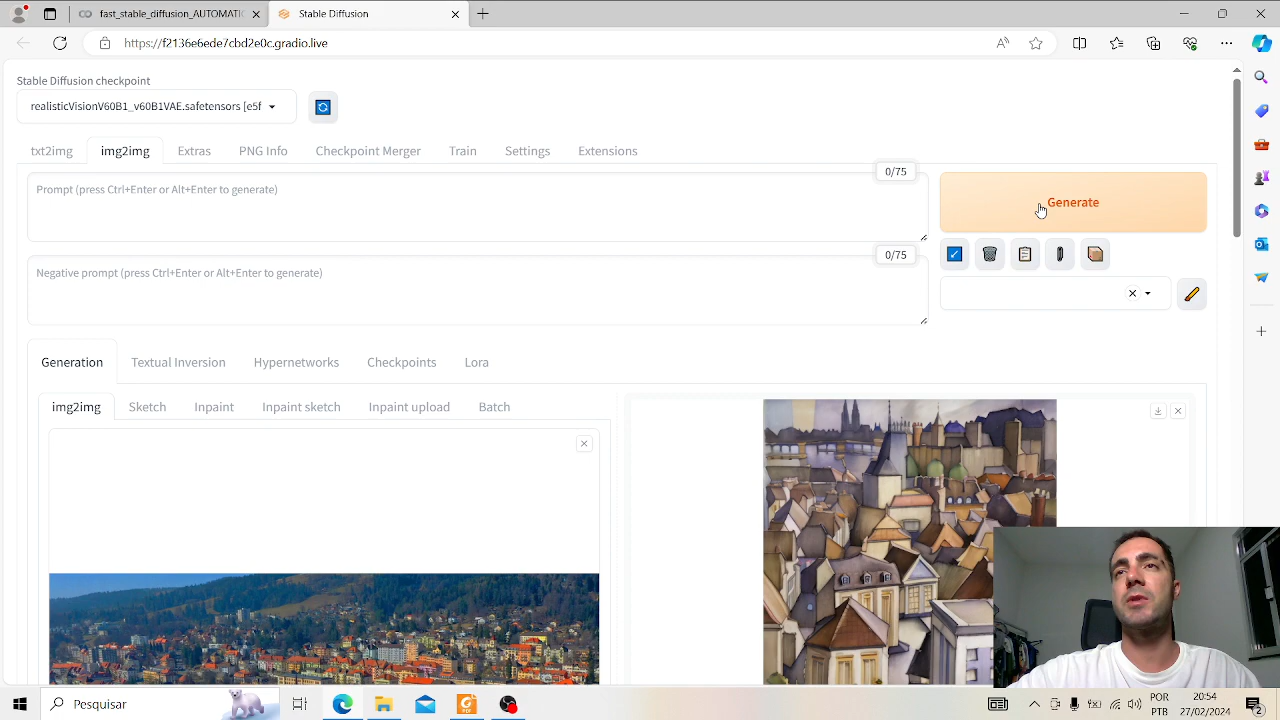 fast_stable_diffusion_AUTOMATIC
Stable Diffusion
https://f2136e6ede7cbd2e0c.gradio.live
Stable Diffusion checkpoint
realisticVisionV60B1_v60B1VAE.safetensors [e5f
txt2img
img2img
Extras
PNG Info
Checkpoint Merger
Train
Settings
Extensions
0/75
Prompt (press Ctrl+Enter or Alt+Enter to generate)
Generate
0/75
Negative prompt (press Ctrl+Enter or Alt+Enter to generate)
Generation
Textual Inversion
Hypernetworks
Checkpoints
Lora
img2img
Sketch
Inpaint
Inpaint sketch
Inpaint upload
Batch
Pesquisar
POR
PTB
20:54
27/02/2024